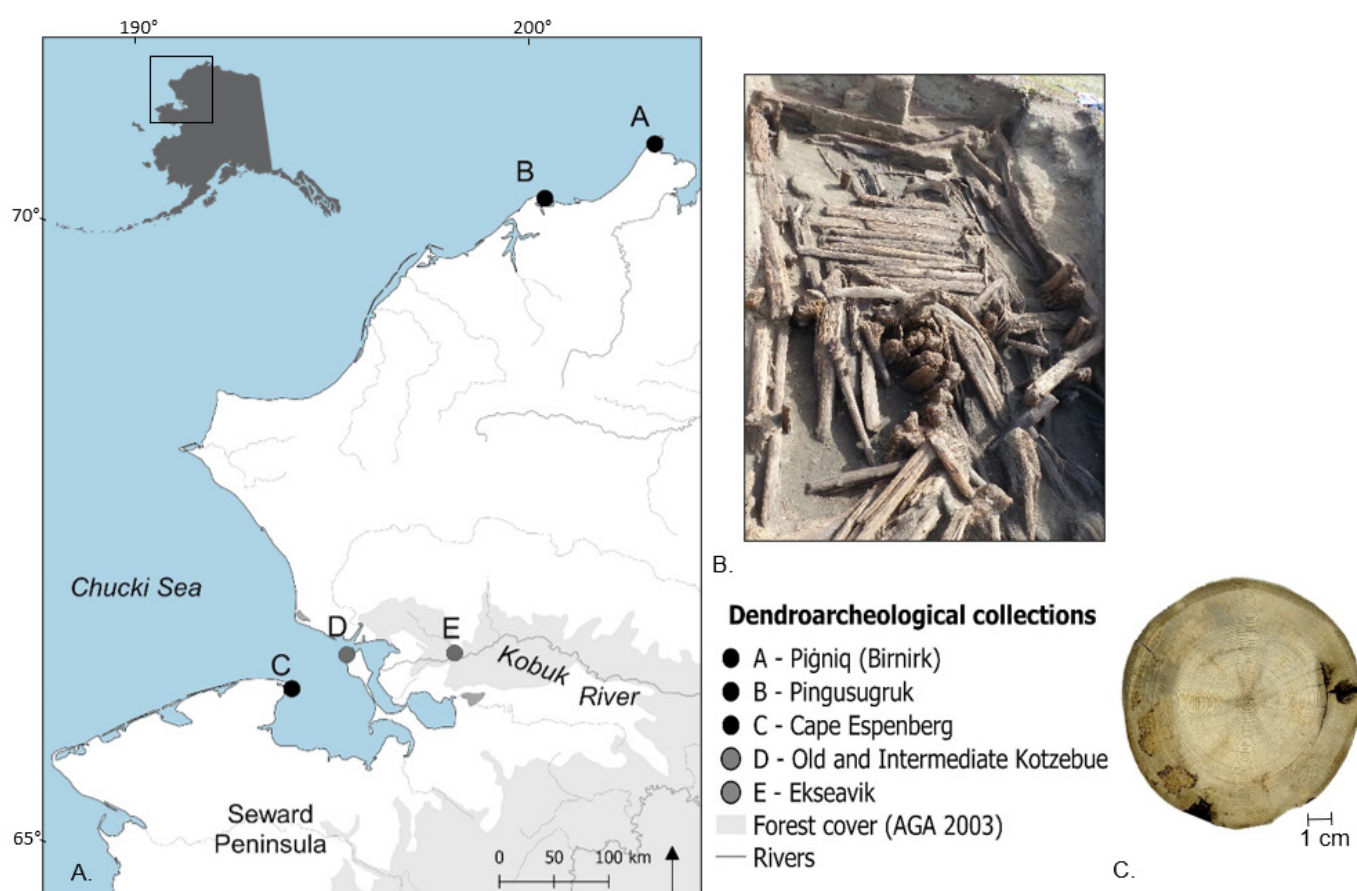 190°
200°
A
B
70°
Chucki Sea
D
E
C
Kobuk
River
Seward
Peninsula
65°
A.
0 50 100 km
B.
Dendroarcheological collections
A - Piġniq (Birnirk)
B - Pingusugruk
C - Cape Espenberg
D - Old and Intermediate Kotzebue
E - Ekseavik
Forest cover (AGA 2003)
Rivers
1 cm
C.